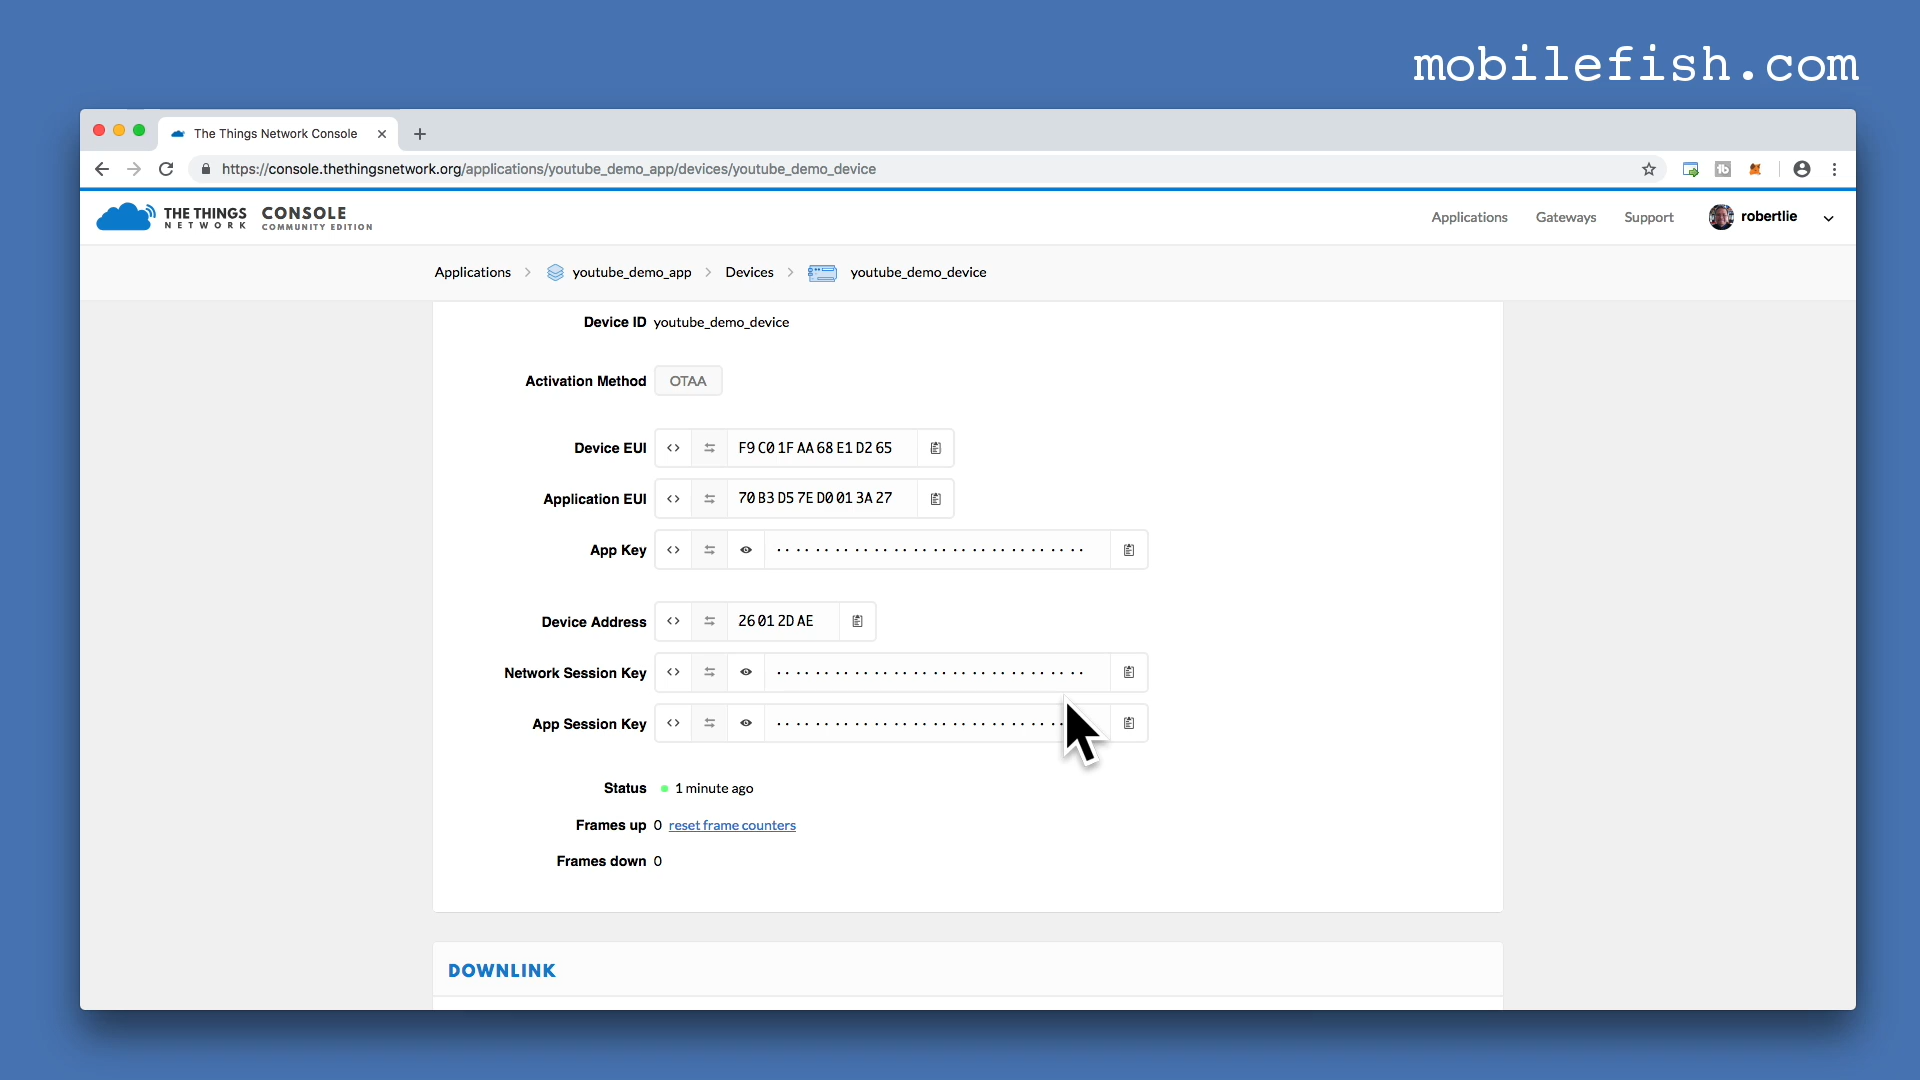 mobilefish.com
The Things Network Console
https://console.thethingsnetwork.org/applications/youtube_demo_app/devices/youtube_demo_device
THE THINGS NETWORK CONSOLE COMMUNITY EDITION
Applications Gateways Support robertlie
Applications youtube_demo_app Devices youtube_demo_device
Device ID youtube_demo_device
Activation Method OTAA
Device EUI F9 C0 1F AA 68 E1 D2 65
Application EUI 70 B3 D5 7E D0 01 3A 27
App Key
Device Address 26 01 2D AE
Network Session Key
App Session Key
Status 1 minute ago
Frames up 0 reset frame counters
Frames down 0
DOWNLINK